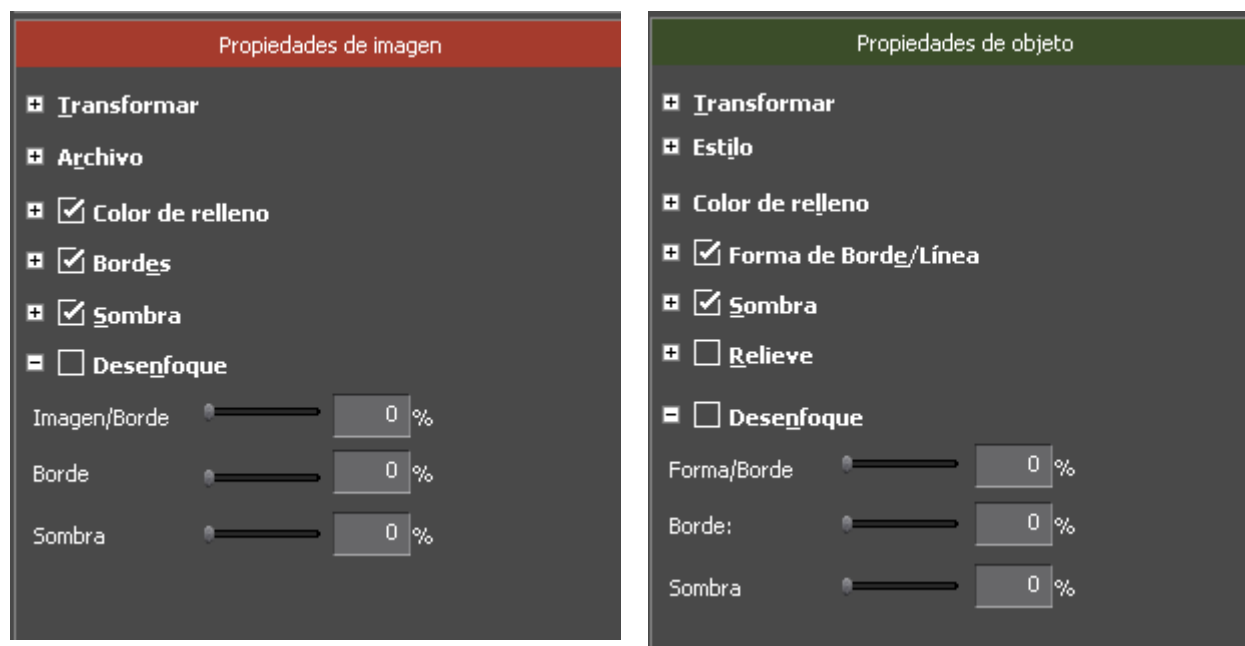 Propiedades de imagen
Transformar
Archivo
Color de relleno
Bordes
Sombra
Desenfoque
Imagen/Borde 0 %
Borde 0 %
Sombra 0 %
Propiedades de objeto
Transformar
Estilo
Color de relleno
Forma de Borde/Línea
Sombra
Relieve
Desenfoque
Forma/Borde 0 %
Borde: 0 %
Sombra 0 %